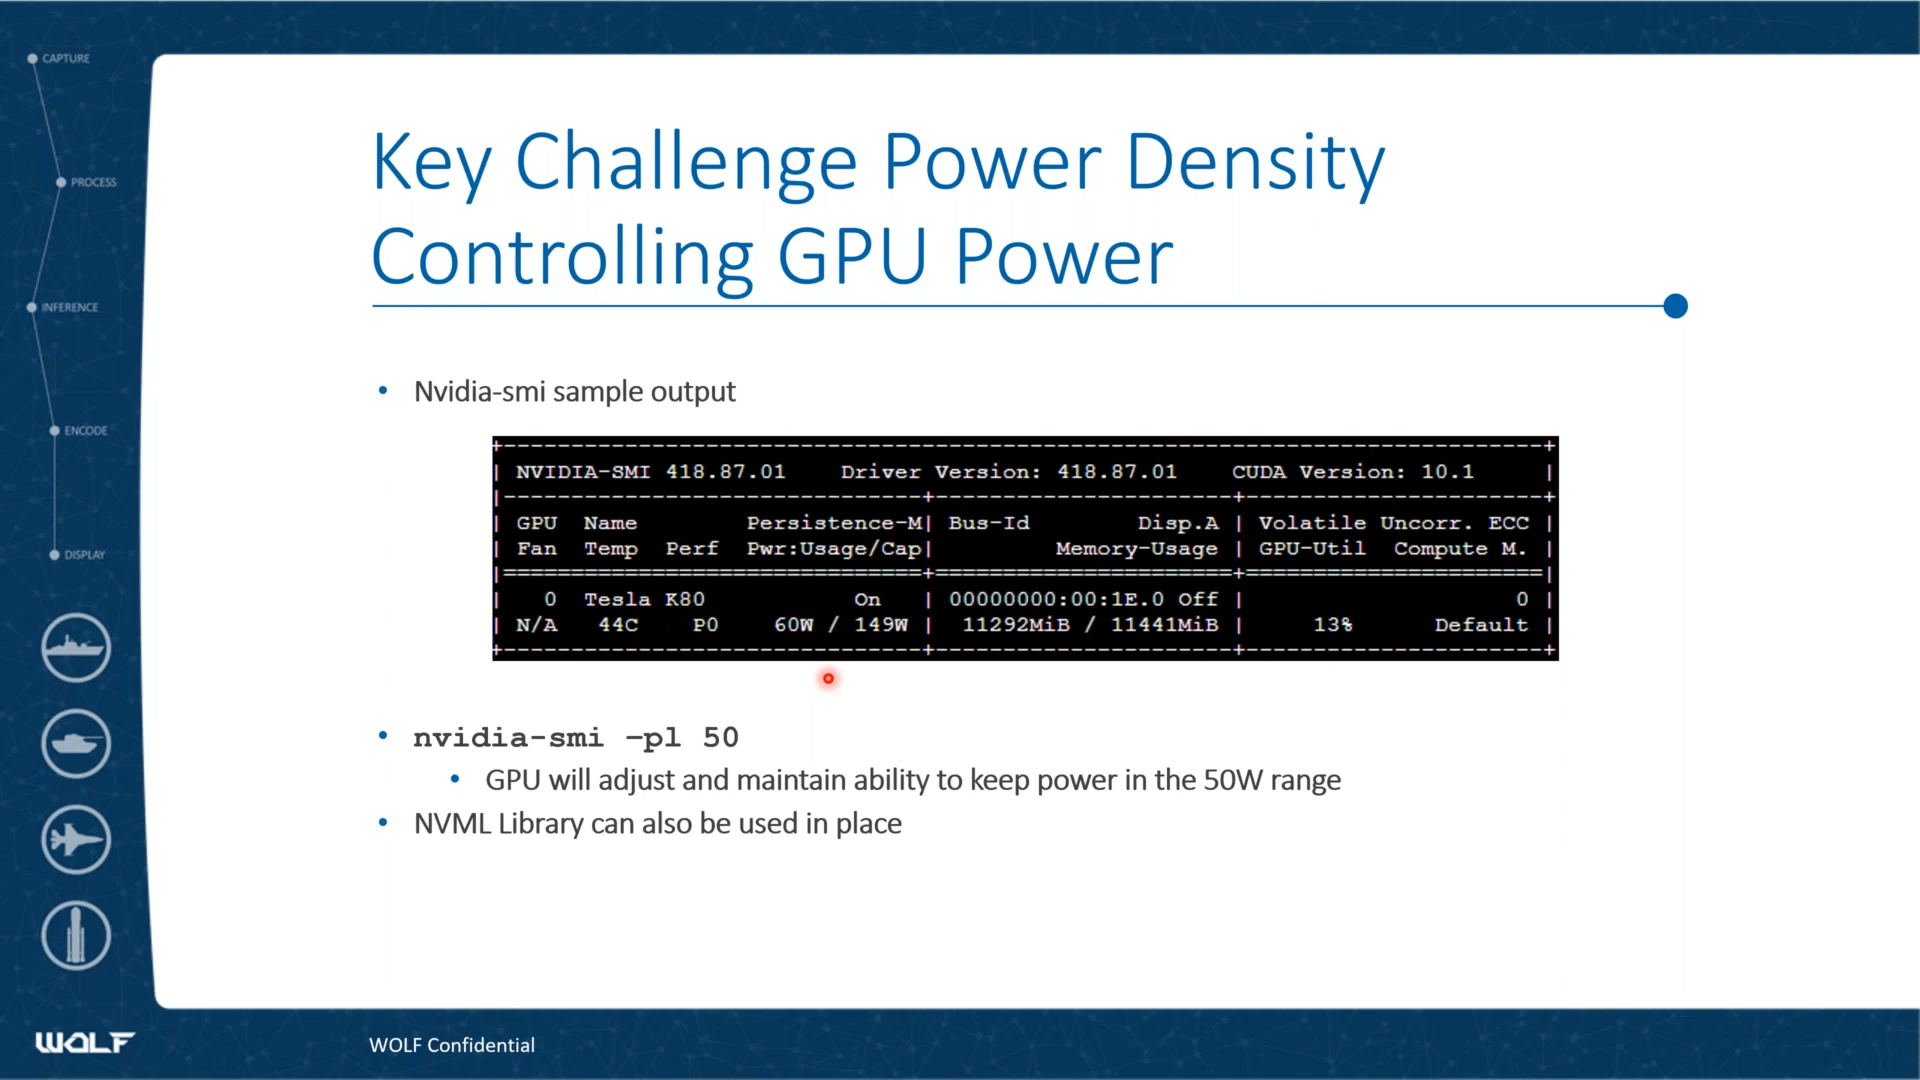 CAPTURE
PROCESS
INFERENCE
ENCODE
DISPLAY
Key Challenge Power Density
Controlling GPU Power
• Nvidia-smi sample output
+-----------------------------------------------------------------------------+
| NVIDIA-SMI 418.87.01    Driver Version: 418.87.01    CUDA Version: 10.1     |
|-------------------------------+----------------------+----------------------+
| GPU  Name        Persistence-M| Bus-Id        Disp.A | Volatile Uncorr. ECC |
| Fan  Temp  Perf  Pwr:Usage/Cap|         Memory-Usage | GPU-Util  Compute M. |
|===============================+======================+======================|
|   0  Tesla K80           On   | 00000000:00:1E.0 Off |                    0 |
| N/A   44C    P0    60W / 149W |  11292MiB / 11441MiB |     13%      Default |
+-------------------------------+----------------------+----------------------+
• nvidia-smi –pl 50
• GPU will adjust and maintain ability to keep power in the 50W range
• NVML Library can also be used in place
WOLF
WOLF Confidential